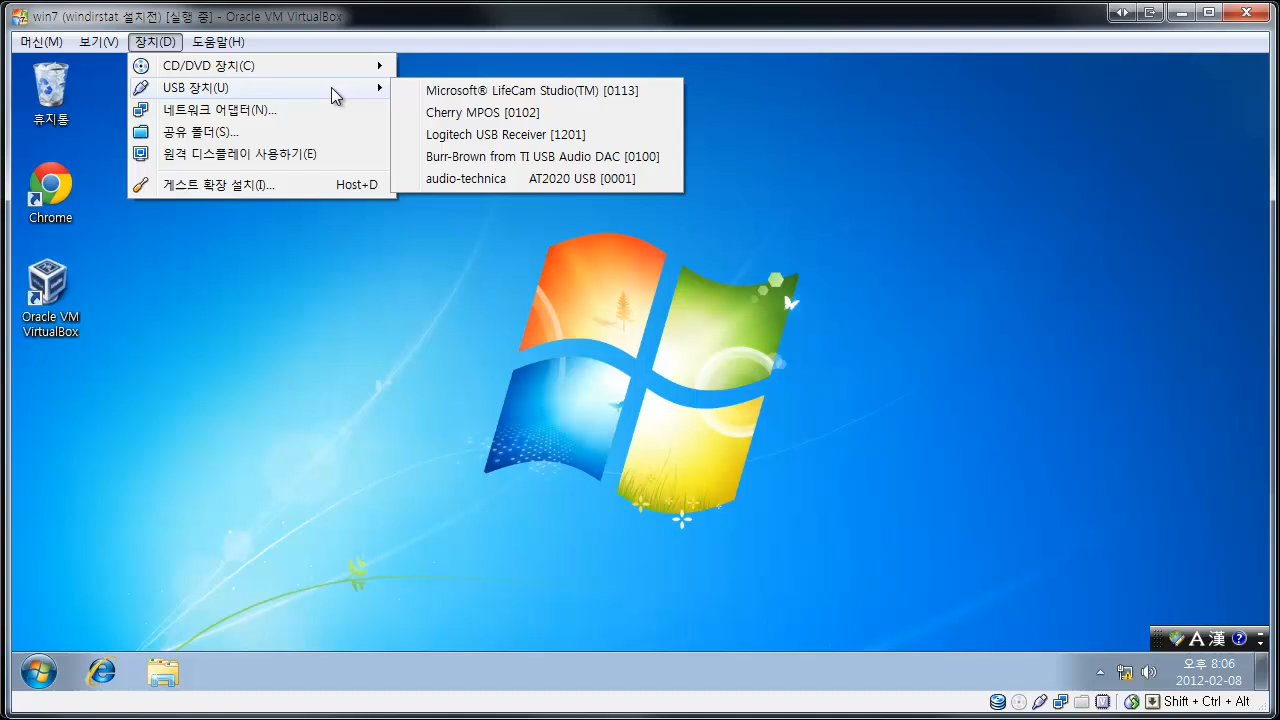 win7 (windirstat 설치전) [실행 중] - Oracle VM VirtualBox
머신(M) 보기(V) 장치(D) 도움말(H)
CD/DVD 장치(C)
USB 장치(U)
네트워크 어댑터(N)...
공유 폴더(S)...
원격 디스플레이 사용하기(E)
게스트 확장 설치(I)... Host+D
Microsoft® LifeCam Studio(TM) [0113]
Cherry MPOS [0102]
Logitech USB Receiver [1201]
Burr-Brown from TI USB Audio DAC [0100]
audio-technica AT2020 USB [0001]
휴지통
Chrome
Oracle VM
VirtualBox
A 漢 ?
오후 8:06
2012-02-08
Shift + Ctrl + Alt